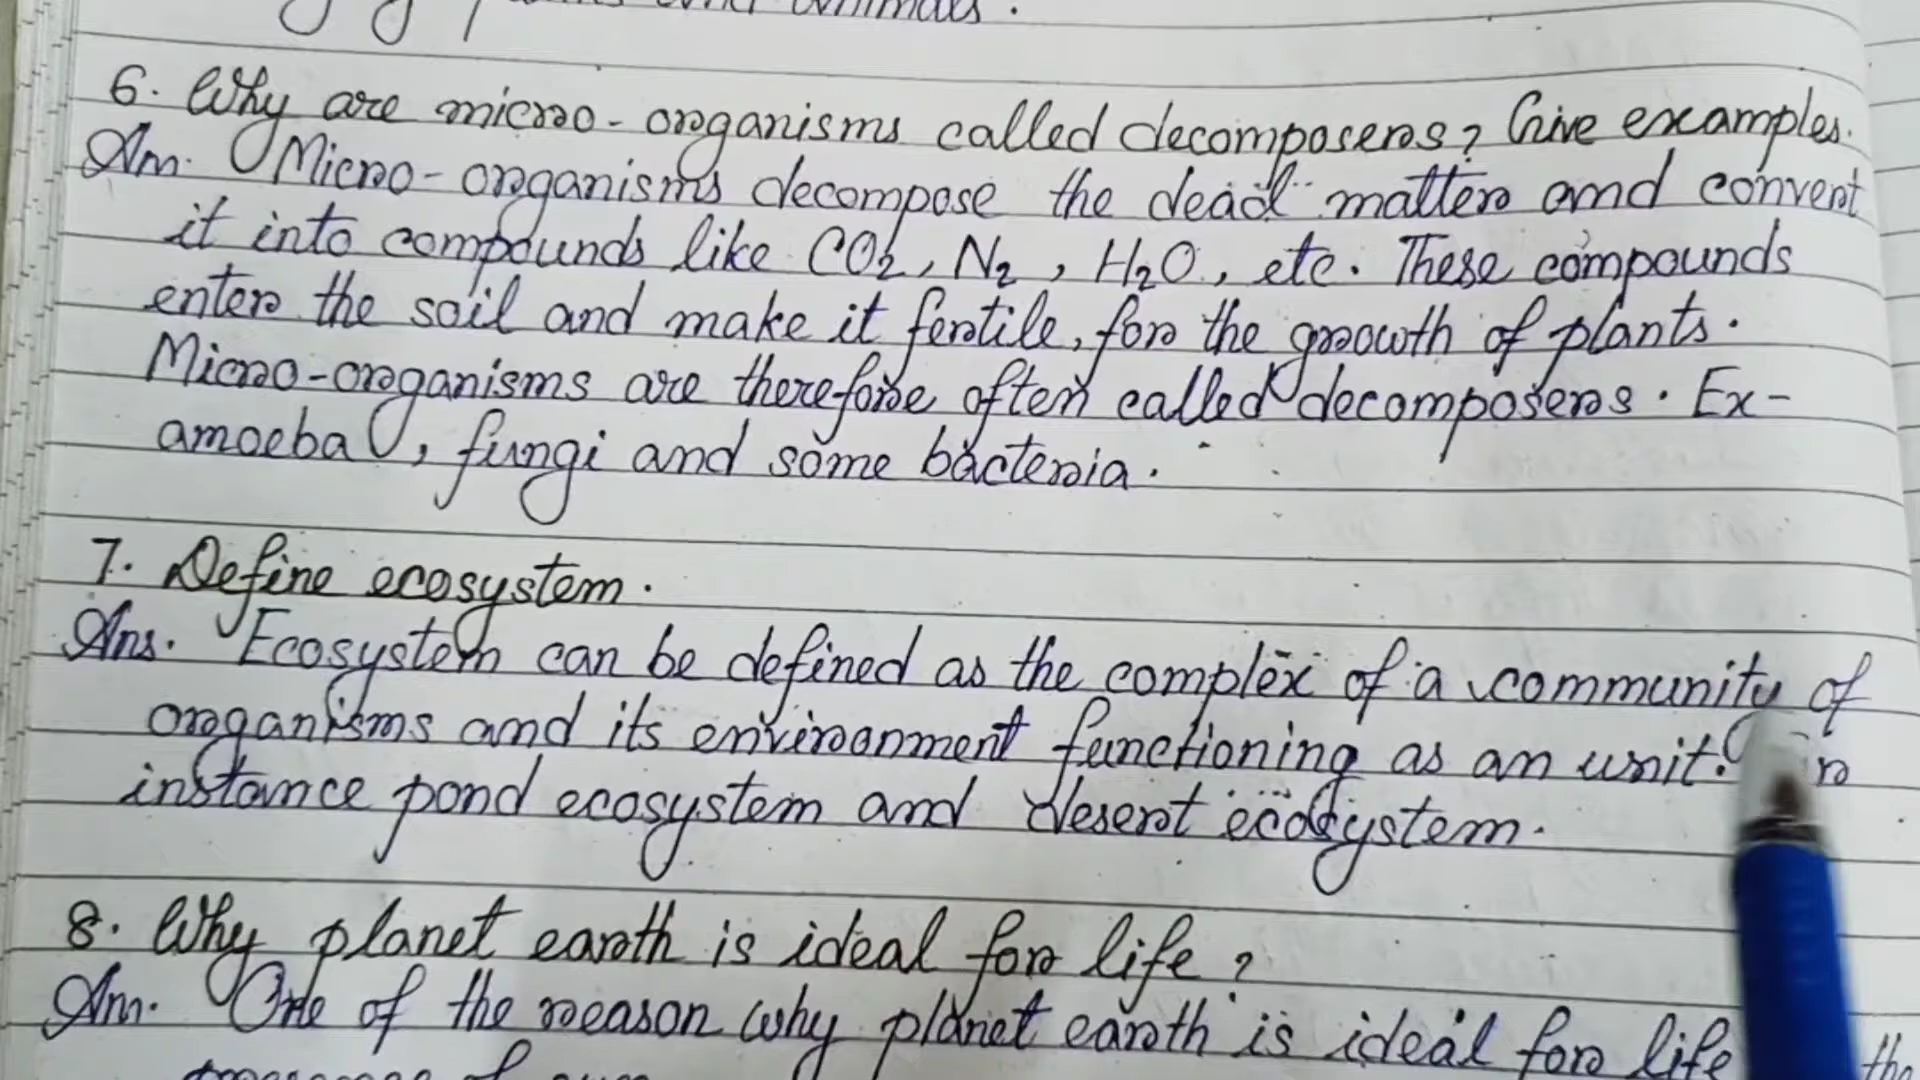 and animals.
6. Why are micro-organisms called decomposers? Give examples.
Ans. Micro-organisms decompose the dead matter and convert
it into compounds like CO2, N2, H2O, etc. These compounds
enter the soil and make it fertile, for the growth of plants.
Micro-organisms are therefore often called decomposers. Ex-
amoeba, fungi and some bacteria.
7. Define ecosystem.
Ans. Ecosystem can be defined as the complex of a community of
organisms and its environment functioning as an unit.
instance pond ecosystem and desert ecosystem.
8. Why planet earth is ideal for life?
Ans. One of the reason why planet earth is ideal for life